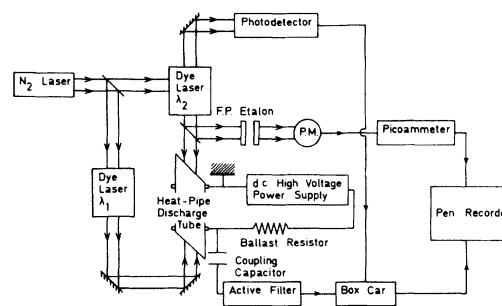 Photodetector
N2 Laser
Dye
Laser
λ2
F.P. Etalon
P.M.
Picoammeter
Dye
Laser
λ1
Heat-Pipe
Discharge
Tube
dc High Voltage
Power Supply
Pen Recorder
Ballast Resistor
Coupling
Capacitor
Active Filter
Box Car